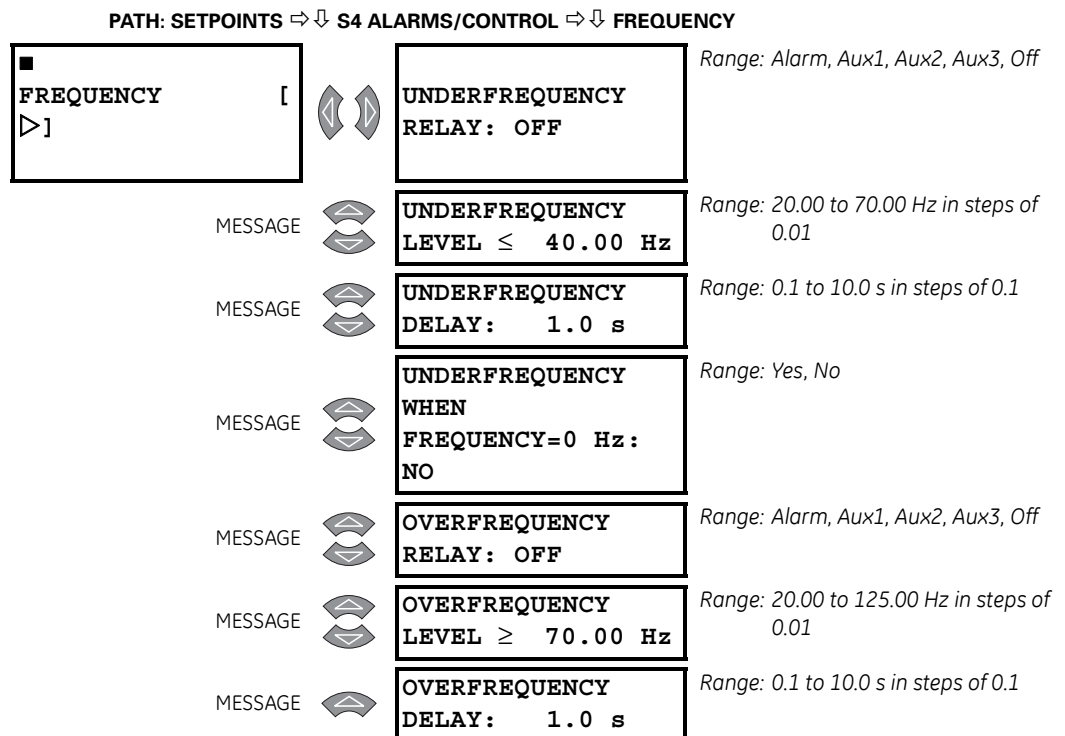 PATH: SETPOINTS ⇨⇩ S4 ALARMS/CONTROL ⇨⇩ FREQUENCY
■
FREQUENCY [
▷]
UNDERFREQUENCY
RELAY: OFF
Range: Alarm, Aux1, Aux2, Aux3, Off
MESSAGE
UNDERFREQUENCY
LEVEL ≤ 40.00 Hz
Range: 20.00 to 70.00 Hz in steps of
0.01
MESSAGE
UNDERFREQUENCY
DELAY: 1.0 s
Range: 0.1 to 10.0 s in steps of 0.1
MESSAGE
UNDERFREQUENCY
WHEN
FREQUENCY=0 Hz:
NO
Range: Yes, No
MESSAGE
OVERFREQUENCY
RELAY: OFF
Range: Alarm, Aux1, Aux2, Aux3, Off
MESSAGE
OVERFREQUENCY
LEVEL ≥ 70.00 Hz
Range: 20.00 to 125.00 Hz in steps of
0.01
MESSAGE
OVERFREQUENCY
DELAY: 1.0 s
Range: 0.1 to 10.0 s in steps of 0.1